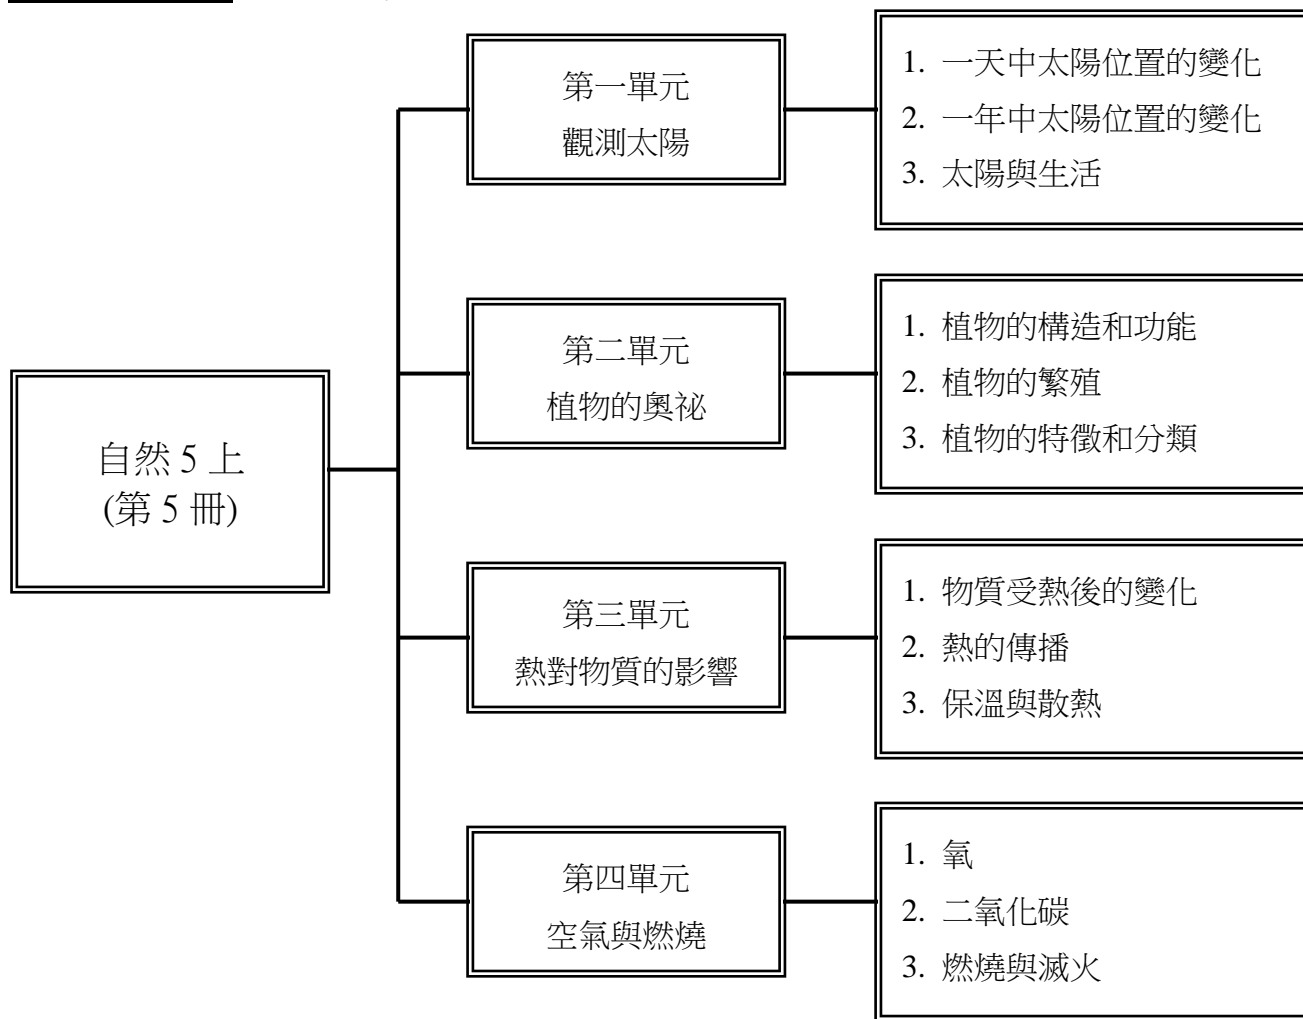 自然 5 上
(第 5 冊)
第一單元
觀測太陽
1. 一天中太陽位置的變化
2. 一年中太陽位置的變化
3. 太陽與生活
第二單元
植物的奧祕
1. 植物的構造和功能
2. 植物的繁殖
3. 植物的特徵和分類
第三單元
熱對物質的影響
1. 物質受熱後的變化
2. 熱的傳播
3. 保溫與散熱
第四單元
空氣與燃燒
1. 氧
2. 二氧化碳
3. 燃燒與滅火